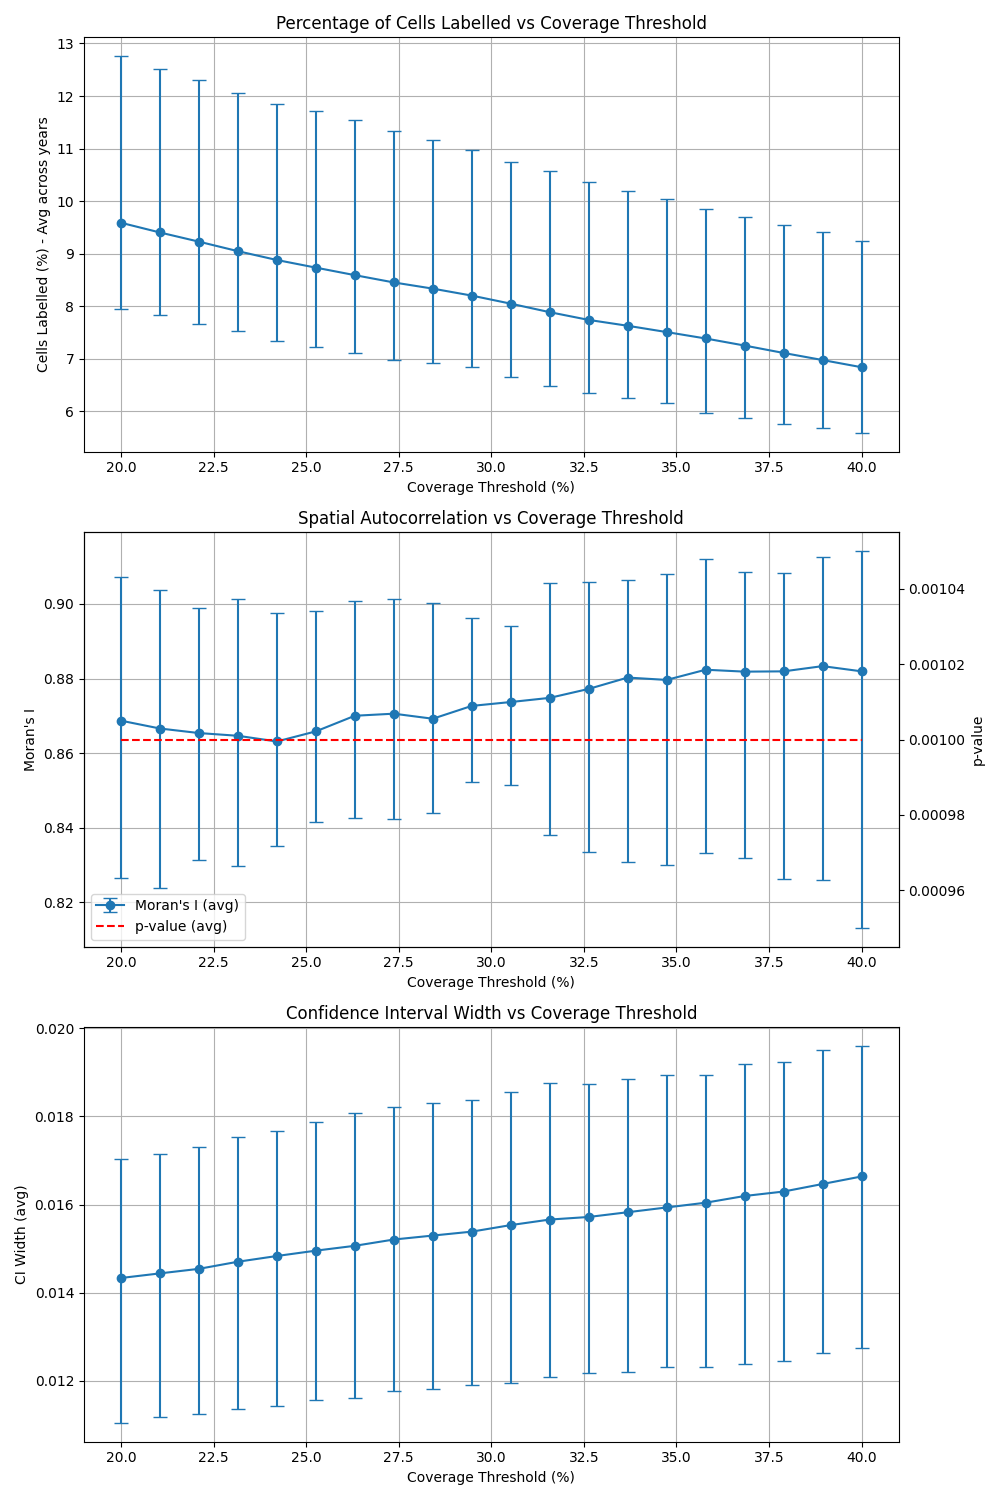 Percentage of Cells Labelled vs Coverage Threshold
13
12
11
10
9
8
7
6
Cells Labelled (%) - Avg across years
20.0 22.5 25.0 27.5 30.0 32.5 35.0 37.5 40.0
Coverage Threshold (%)
Spatial Autocorrelation vs Coverage Threshold
0.90
0.88
0.86
0.84
0.82
Moran's I
0.00104
0.00102
0.00100
0.00098
0.00096
p-value
Moran's I (avg)
p-value (avg)
20.0 22.5 25.0 27.5 30.0 32.5 35.0 37.5 40.0
Coverage Threshold (%)
Confidence Interval Width vs Coverage Threshold
0.020
0.018
0.016
0.014
0.012
CI Width (avg)
20.0 22.5 25.0 27.5 30.0 32.5 35.0 37.5 40.0
Coverage Threshold (%)